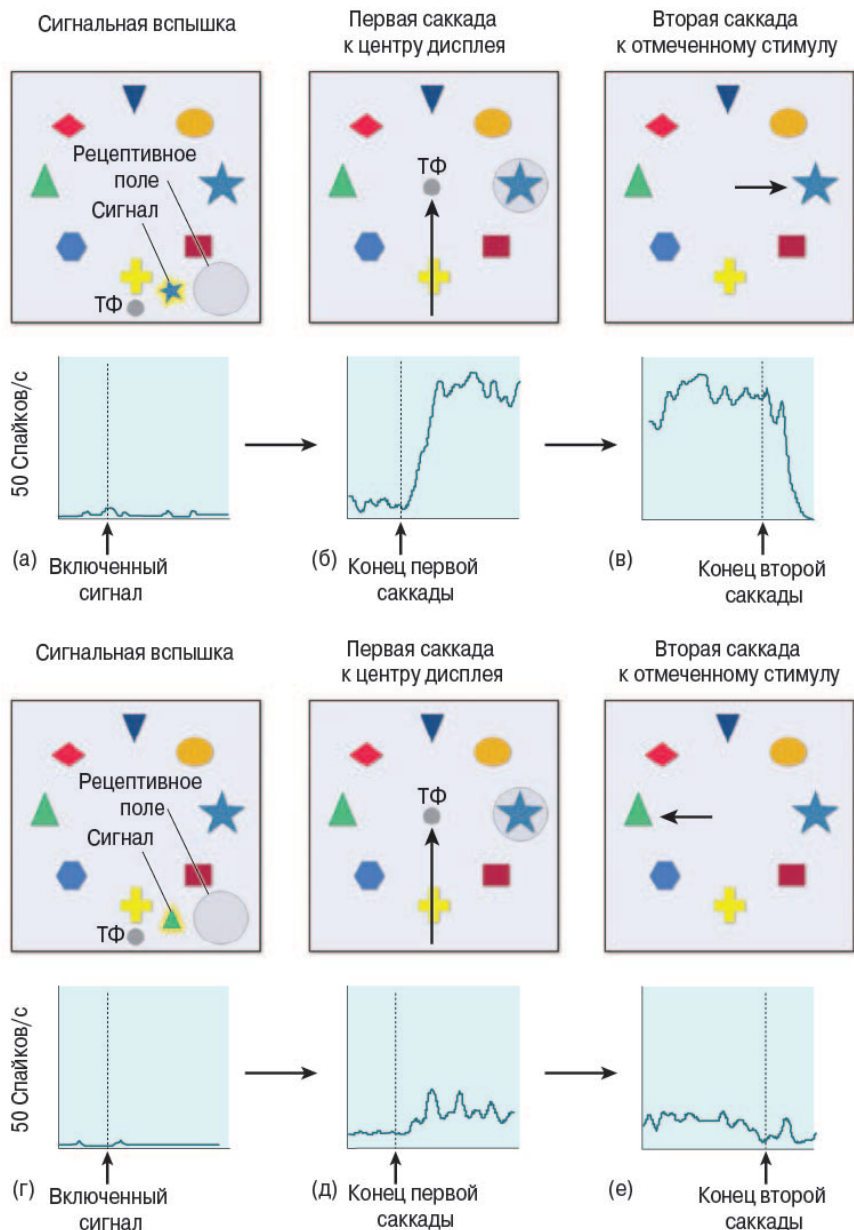 Сигнальная вспышка
Первая саккада
к центру дисплея
Вторая саккада
к отмеченному стимулу
Рецептивное
поле
Сигнал
ТФ
ТФ
50 Спайков/с
(а)
Включенный
сигнал
(б)
Конец первой
саккады
(в)
Конец второй
саккады
Сигнальная вспышка
Первая саккада
к центру дисплея
Вторая саккада
к отмеченному стимулу
Рецептивное
поле
Сигнал
ТФ
ТФ
50 Спайков/с
(г)
Включенный
сигнал
(д)
Конец первой
саккады
(е)
Конец второй
саккады